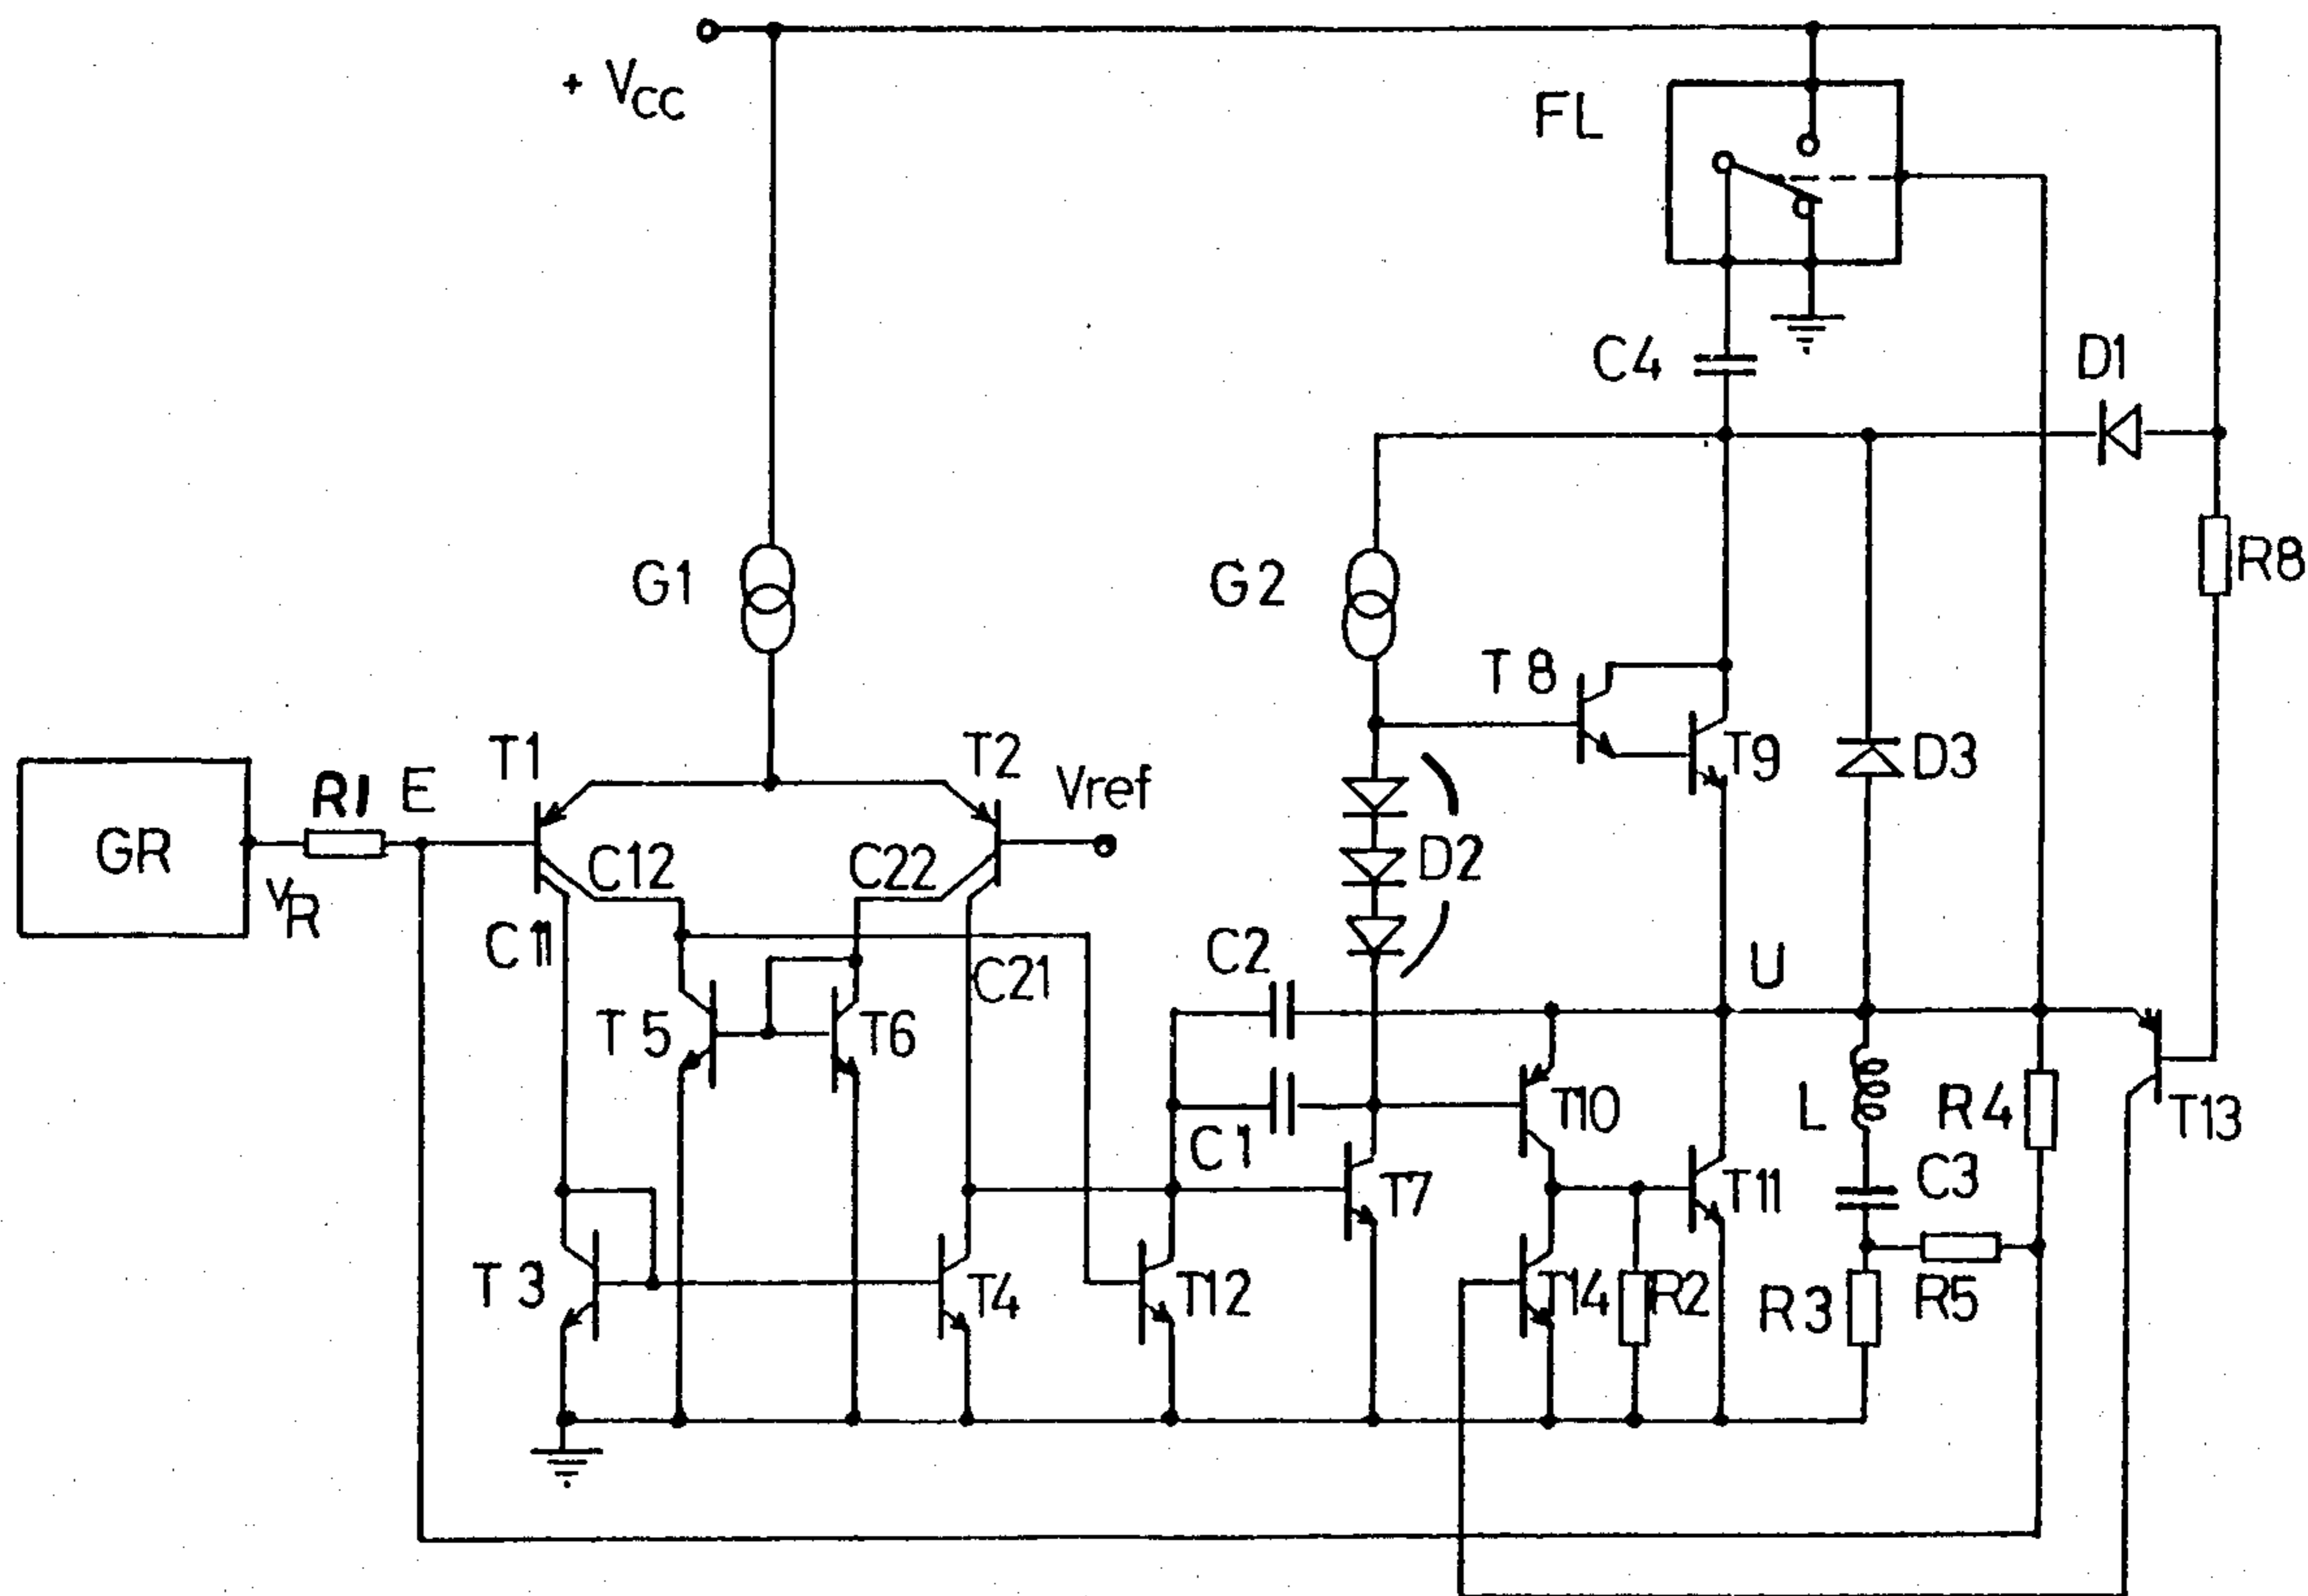 + VCC
FL
C4
D1
R8
G1
G2
T8
T9
D3
T1
T2
Vref
GR
R1
E
VR
C12
C22
D2
C11
C21
C2
U
T5
T6
C1
T10
L
R4
T13
T7
T11
C3
T3
T4
T12
T14
R2
R3
R5